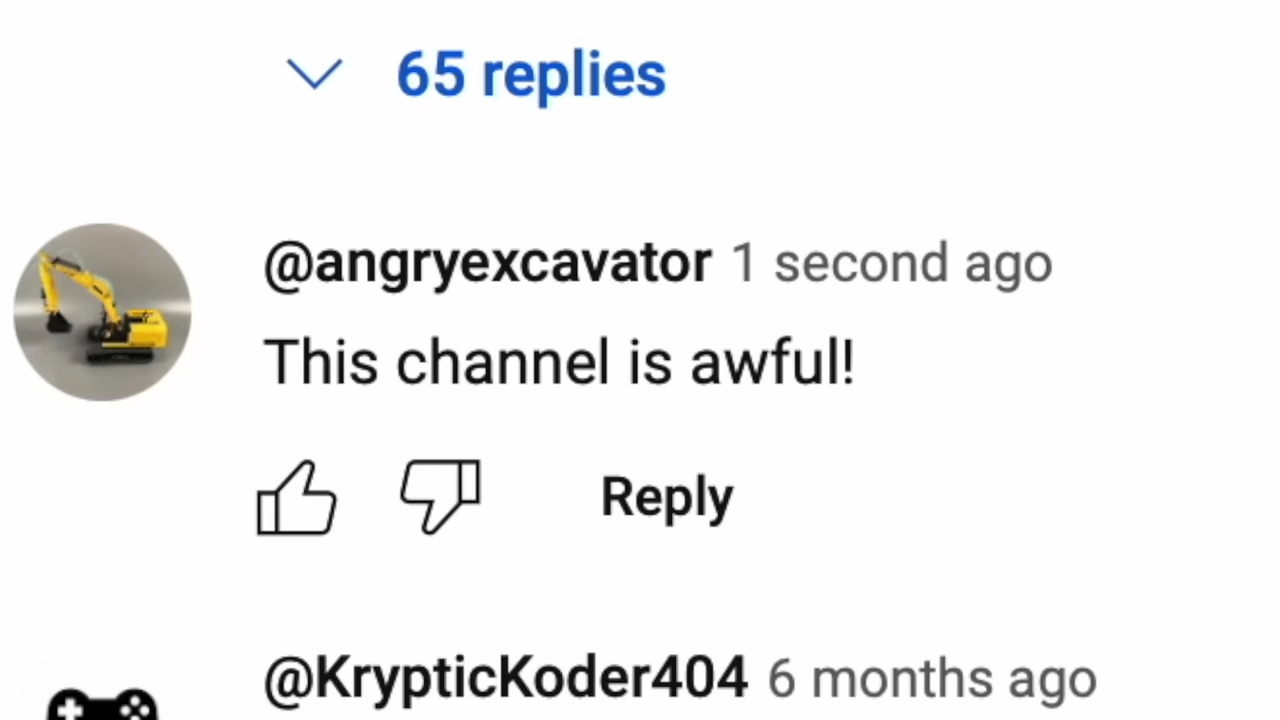 65 replies
@angryexcavator 1 second ago
This channel is awful!
Reply
@KrypticKoder404 6 months ago